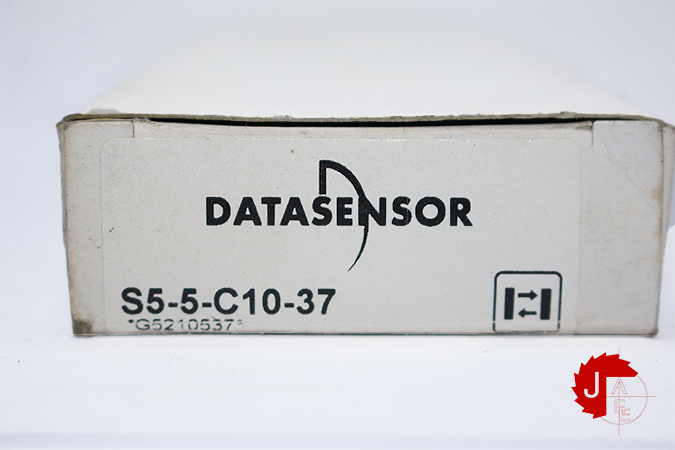 DATASENSOR
S5-5-C10-37
*G5210537*
J
A
E
E